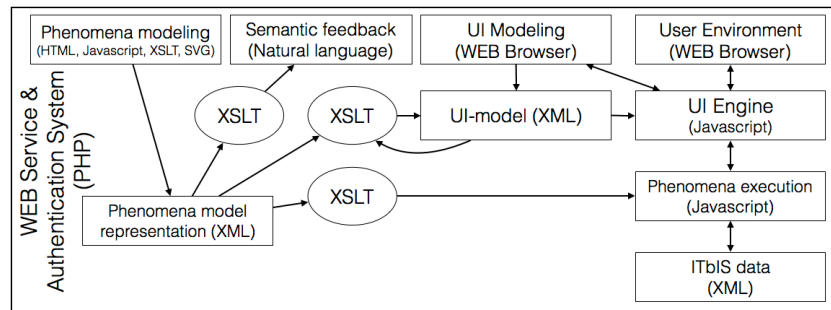 WEB Service &
Authentication System
(PHP)
Phenomena modeling
(HTML, Javascript, XSLT, SVG)
Semantic feedback
(Natural language)
UI Modeling
(WEB Browser)
User Environment
(WEB Browser)
XSLT
XSLT
UI-model (XML)
UI Engine
(Javascript)
XSLT
Phenomena model
representation (XML)
Phenomena execution
(Javascript)
ITbIS data
(XML)